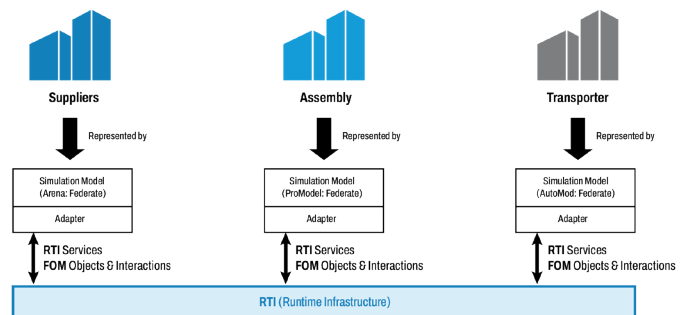 Suppliers
Assembly
Transporter
Represented by
Represented by
Represented by
Simulation Model
(Arena: Federate)
Adapter
Simulation Model
(ProModel: Federate)
Adapter
Simulation Model
(AutoMod: Federate)
Adapter
RTI Services
FOM Objects & Interactions
RTI Services
FOM Objects & Interactions
RTI Services
FOM Objects & Interactions
RTI (Runtime Infrastructure)